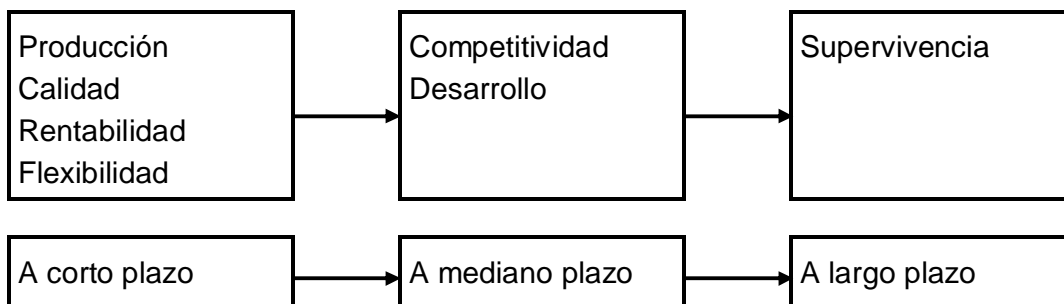 Producción
Calidad
Rentabilidad
Flexibilidad
Competitividad
Desarrollo
Supervivencia
A corto plazo
A mediano plazo
A largo plazo